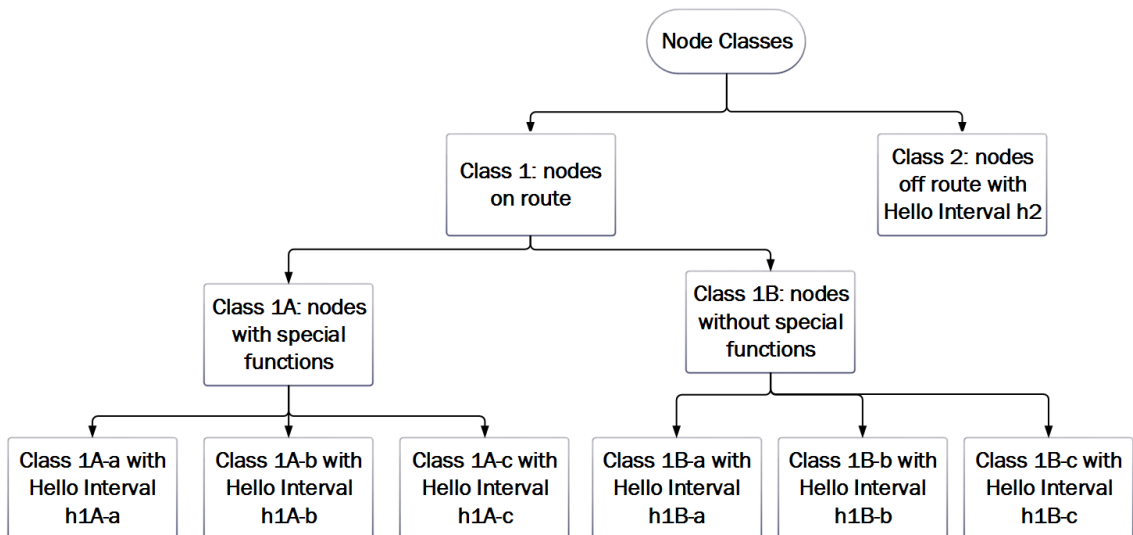 Node Classes
Class 1: nodes
on route
Class 2: nodes
off route with
Hello Interval h2
Class 1A: nodes
with special
functions
Class 1B: nodes
without special
functions
Class 1A-a with
Hello Interval
h1A-a
Class 1A-b with
Hello Interval
h1A-b
Class 1A-c with
Hello Interval
h1A-c
Class 1B-a with
Hello Interval
h1B-a
Class 1B-b with
Hello Interval
h1B-b
Class 1B-c with
Hello Interval
h1B-c